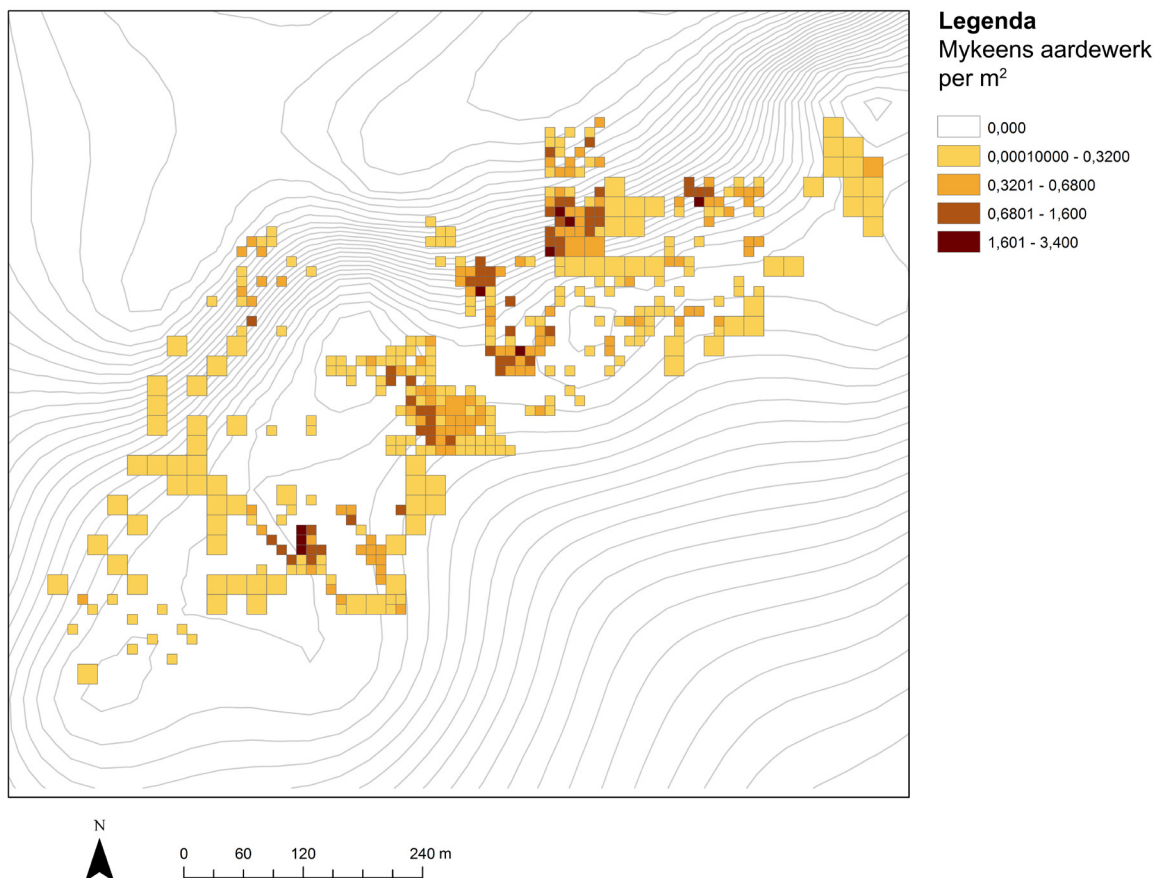 Legenda
Mykeens aardewerk
per m²
0,000
0,00010000 - 0,3200
0,3201 - 0,6800
0,6801 - 1,600
1,601 - 3,400
N
0 60 120 240 m